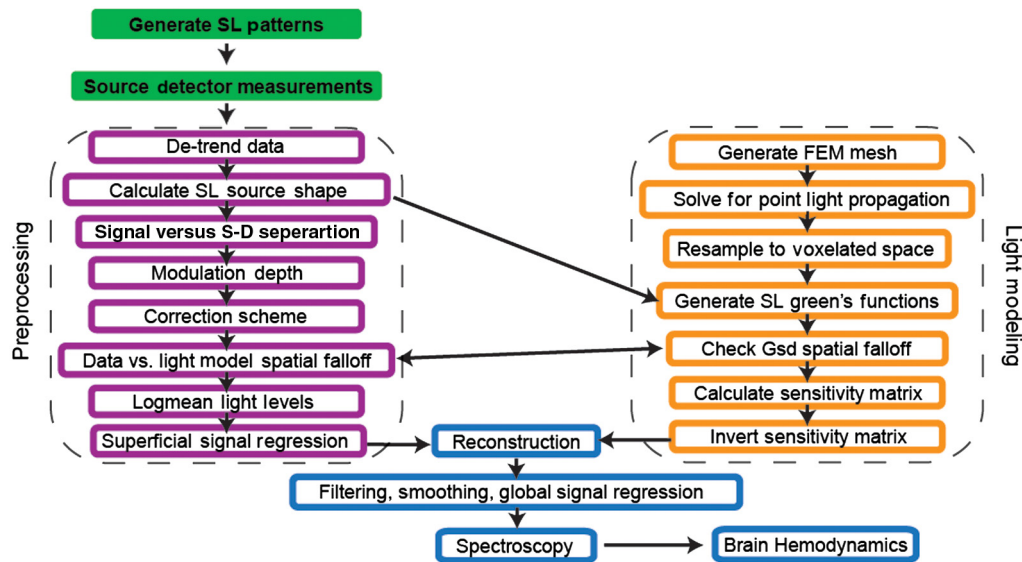 Generate SL patterns
Source detector measurements
Preprocessing
De-trend data
Calculate SL source shape
Signal versus S-D seperartion
Modulation depth
Correction scheme
Data vs. light model spatial falloff
Logmean light levels
Superficial signal regression
Light modeling
Generate FEM mesh
Solve for point light propagation
Resample to voxelated space
Generate SL green's functions
Check Gsd spatial falloff
Calculate sensitivity matrix
Invert sensitivity matrix
Reconstruction
Filtering, smoothing, global signal regression
Spectroscopy
Brain Hemodynamics